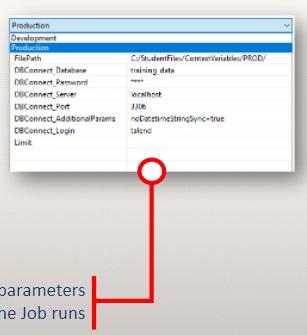 Production
Development
Production
FilePath C:/StudentFiles/ContextVariables/PROD/
DBConnect_Database training_data
DBConnect_Password ****
DBConnect_Server localhost
DBConnect_Port 3306
DBConnect_AdditionalParams noDatetimeStringSync=true
DBConnect_Login talend
Limit
parameters
he Job runs